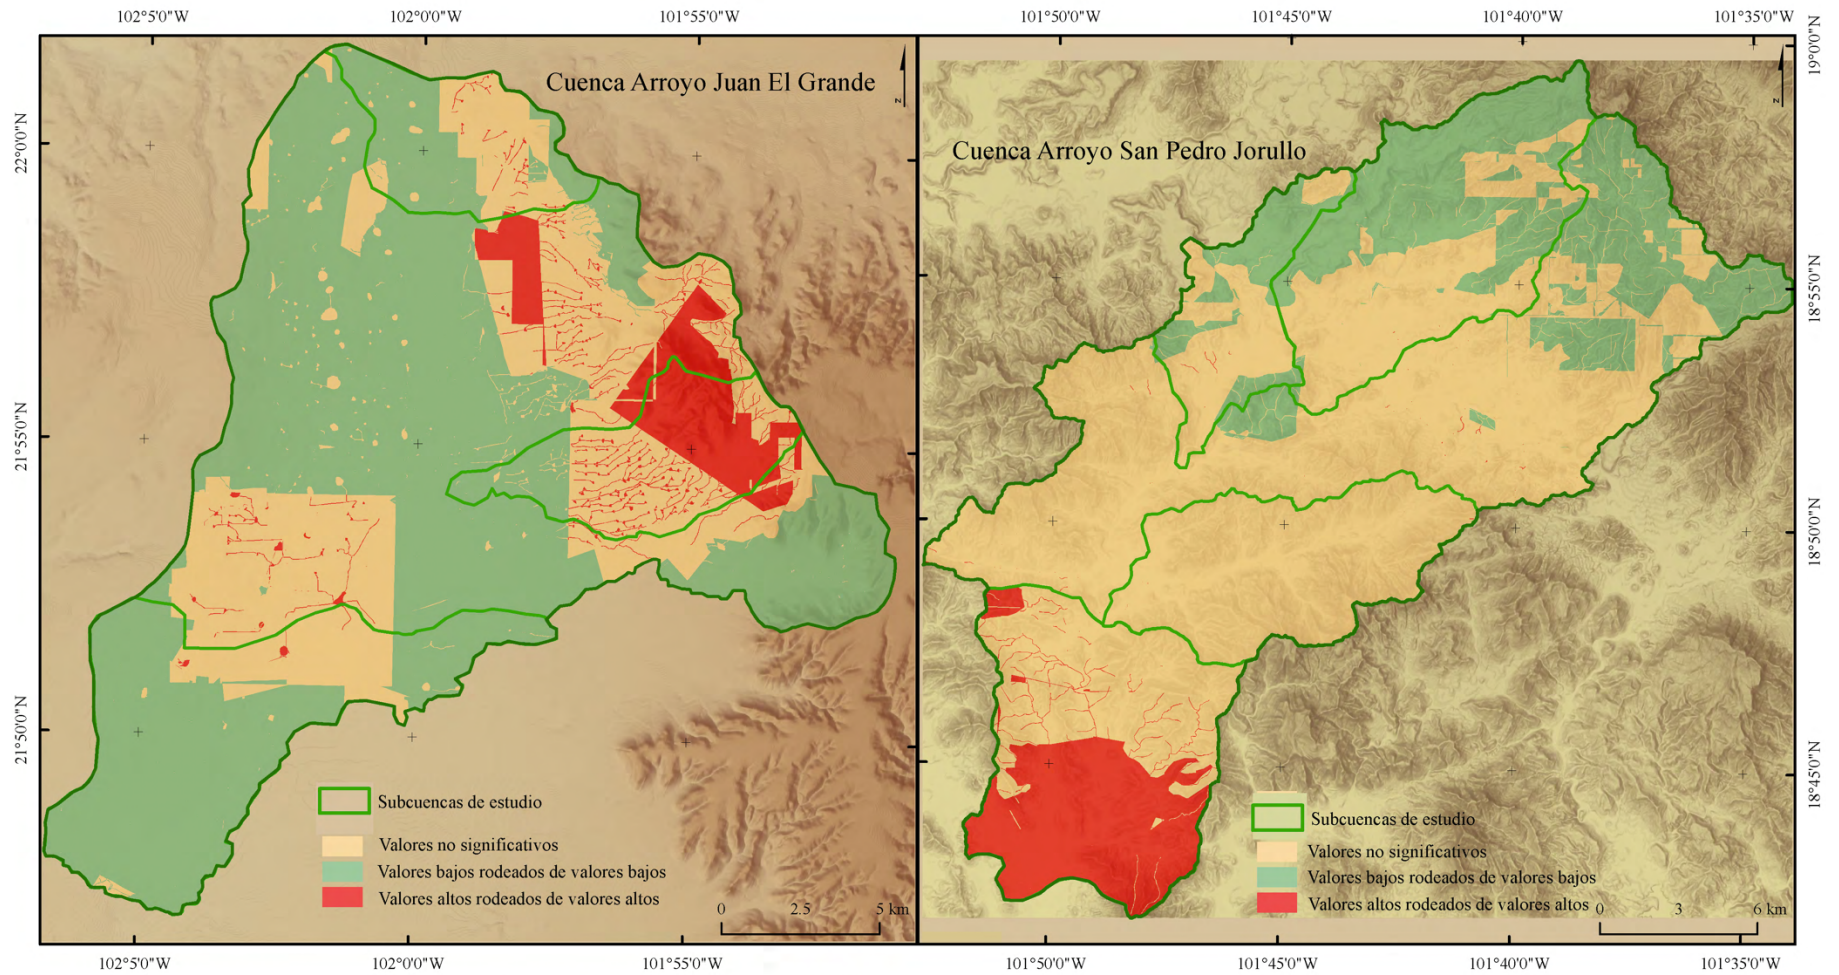 102°5'0"W 102°0'0"W 101°55'0"W 101°50'0"W 101°45'0"W 101°40'0"W 101°35'0"W
Cuenca Arroyo Juan El Grande
N
22°0'0"N
21°55'0"N
21°50'0"N
Subcuencas de estudio
Valores no significativos
Valores bajos rodeados de valores bajos
Valores altos rodeados de valores altos
0 2.5 5 km
Cuenca Arroyo San Pedro Jorullo
N
19°0'0"N
18°55'0"N
18°50'0"N
18°45'0"N
Subcuencas de estudio
Valores no significativos
Valores bajos rodeados de valores bajos
Valores altos rodeados de valores altos
0 3 6 km
102°5'0"W 102°0'0"W 101°55'0"W 101°50'0"W 101°45'0"W 101°40'0"W 101°35'0"W